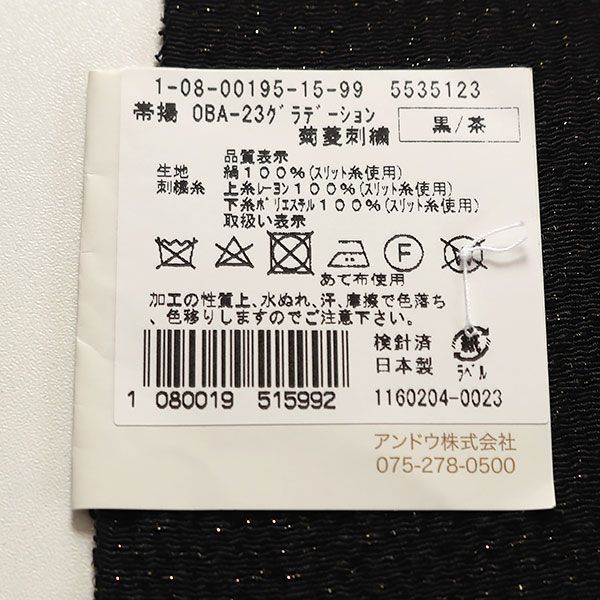 1-08-00195-15-99 5535123
帯揚 OBA-23グラデーション
菊菱刺繍
黒/茶
品質表示
生地 絹100%(スリット糸使用)
刺繍糸 上糸レーヨン100%(スリット糸使用)
下糸ポリエステル100%(スリット糸使用)
取扱い表示
F
あて布使用
加工の性質上、水ぬれ、汗、摩擦で色落ち
、色移りしますのでご注意下さい。
検針済
日本製
紙
ラベル
1 080019 515992
1160204-0023
アンドウ株式会社
075-278-0500